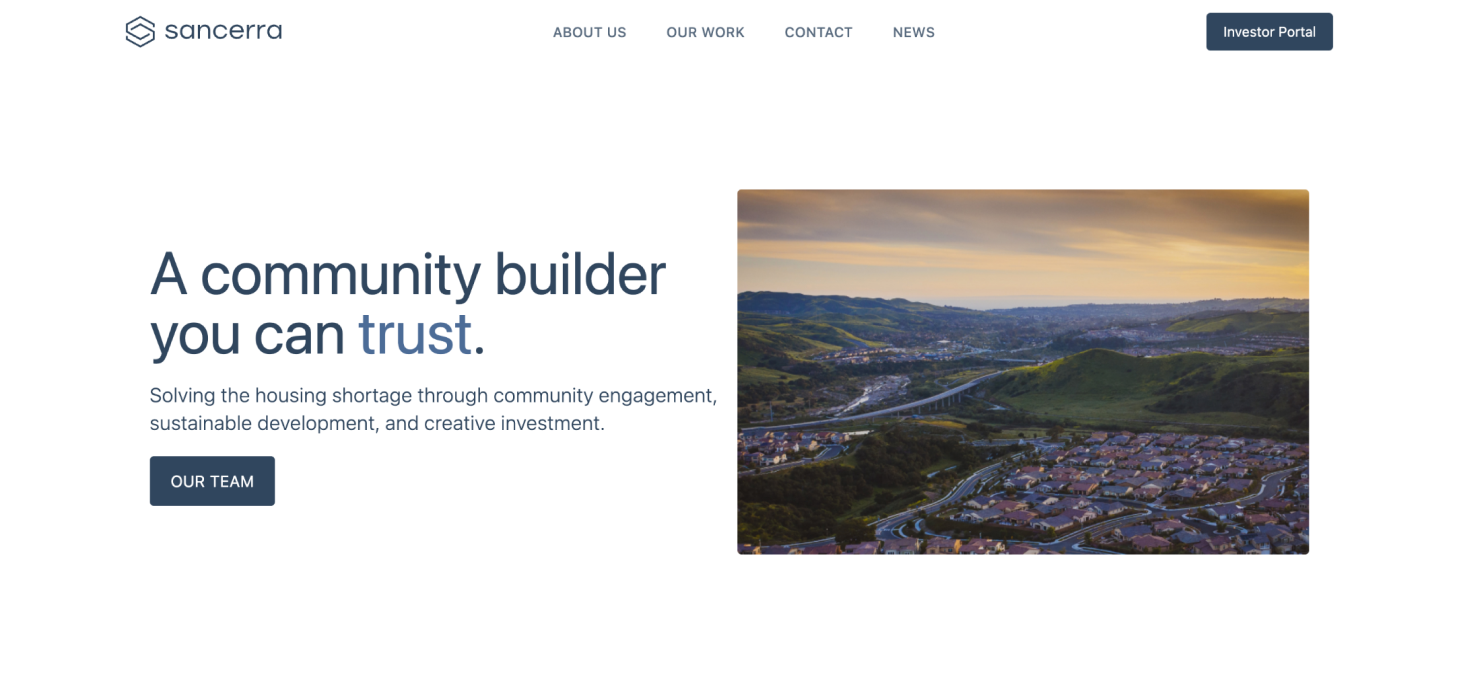 sancerra
ABOUT US
OUR WORK
CONTACT
NEWS
Investor Portal
A community builder
you can trust.
Solving the housing shortage through community engagement,
sustainable development, and creative investment.
OUR TEAM